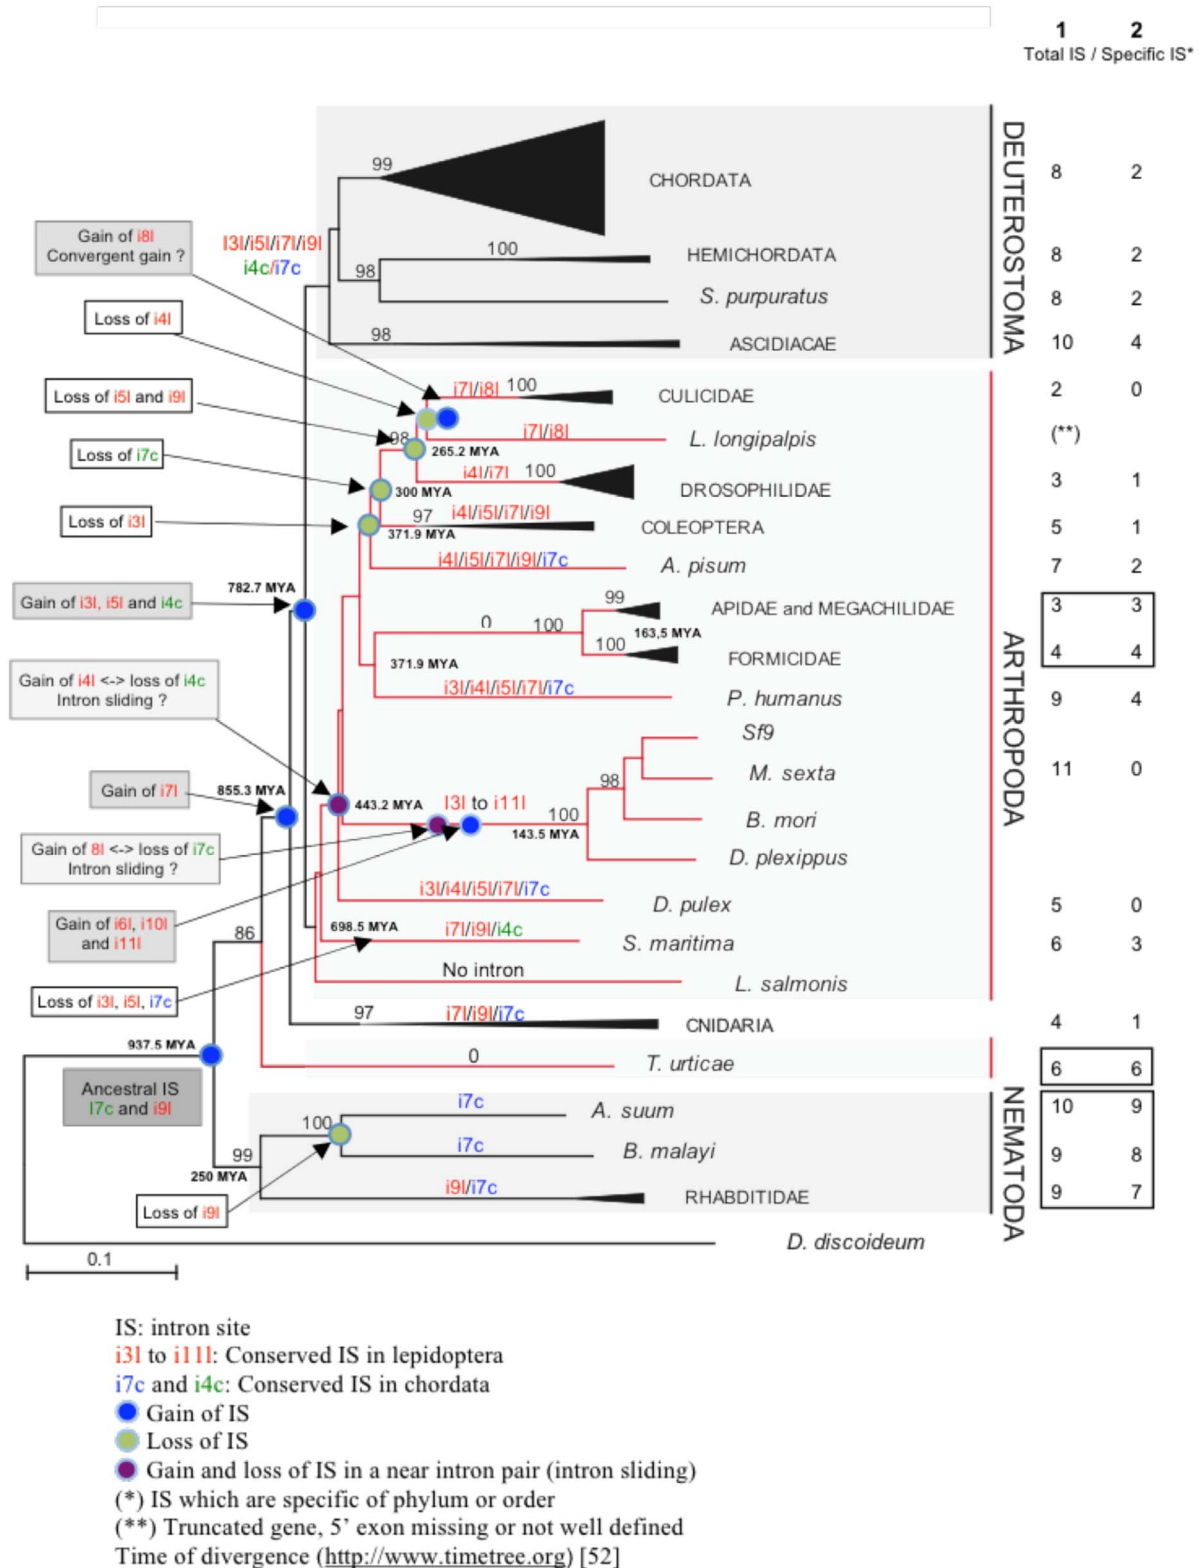 1 2
Total IS / Specific IS*
DEUTEROSTOMA
99
CHORDATA 8 2
Gain of i8l
Convergent gain ?
I3l/i5l/i7l/i9l
i4c/i7c
100
HEMICHORDATA 8 2
98
S. purpuratus 8 2
Loss of i4l
98
ASCIDIACAE 10 4
ARTHROPODA
i7l/i8l 100
CULICIDAE 2 0
Loss of i5l and i9l
i7l/i8l
L. longipalpis (**)
98
265.2 MYA
Loss of i7c
i4l/i7l 100
DROSOPHILIDAE 3 1
300 MYA
Loss of i3l
97 i4l/i5l/i7l/i9l
COLEOPTERA 5 1
371.9 MYA
i4l/i5l/i7l/i9l/i7c
A. pisum 7 2
782.7 MYA
Gain of i3l, i5l and i4c
99
APIDAE and MEGACHILIDAE 3 3
0 100
163,5 MYA
100
FORMICIDAE 4 4
371.9 MYA
Gain of i4l <-> loss of i4c
Intron sliding ?
i3l/i4l/i5l/i7l/i7c
P. humanus 9 4
Sf9
98
M. sexta 11 0
Gain of i7l
855.3 MYA
443.2 MYA
I3l to i11l
100
143.5 MYA
B. mori
Gain of 8l <-> loss of i7c
Intron sliding ?
D. plexippus
i3l/i4l/i5l/i7l/i7c
D. pulex 5 0
Gain of i6l, i10l
and i11l
86
698.5 MYA
i7l/i9l/i4c
S. maritima 6 3
No intron
L. salmonis
Loss of i3l, i5l, i7c
97 i7l/i9l/i7c
CNIDARIA 4 1
937.5 MYA
0
T. urticae 6 6
Ancestral IS
I7c and i9l
NEMATODA
i7c
A. suum 10 9
100
i7c
B. malayi 9 8
99
250 MYA
i9l/i7c
RHABDITIDAE 9 7
Loss of i9l
D. discoideum
0.1
IS: intron site
i3l to i11l: Conserved IS in lepidoptera
i7c and i4c: Conserved IS in chordata
Gain of IS
Loss of IS
Gain and loss of IS in a near intron pair (intron sliding)
(*) IS which are specific of phylum or order
(**) Truncated gene, 5' exon missing or not well defined
Time of divergence (http://www.timetree.org) [52]